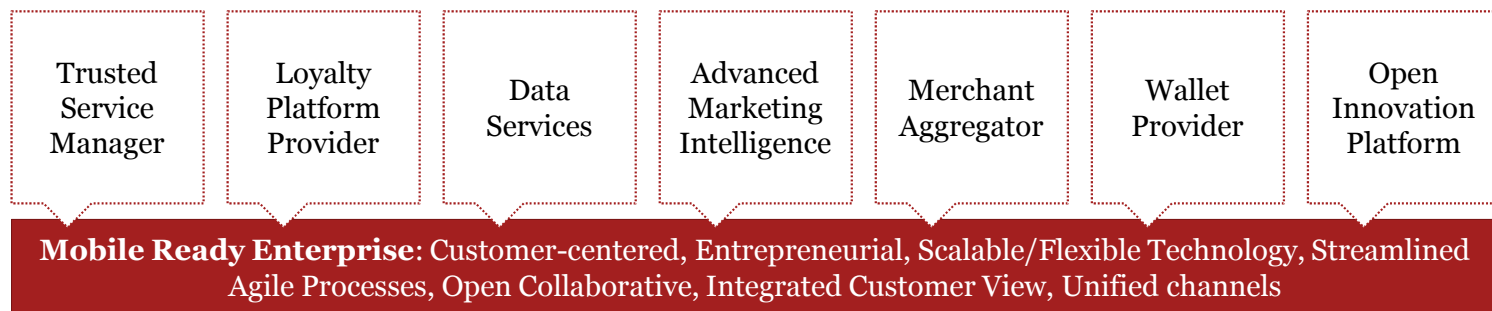 Trusted
Service
Manager
Loyalty
Platform
Provider
Data
Services
Advanced
Marketing
Intelligence
Merchant
Aggregator
Wallet
Provider
Open
Innovation
Platform
Mobile Ready Enterprise: Customer-centered, Entrepreneurial, Scalable/Flexible Technology, Streamlined
Agile Processes, Open Collaborative, Integrated Customer View, Unified channels